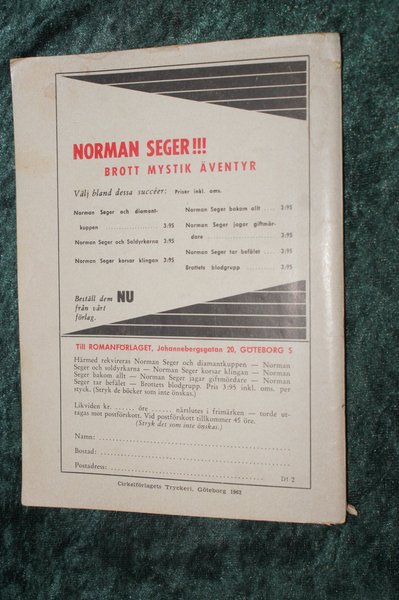 NORMAN SEGER!!!
BROTT MYSTIK ÄVENTYR
Välj bland dessa succéer: Priser inkl. oms.
Norman Seger och diamant-
kuppen ..... 3:95
Norman Seger och Soldyrkarna 3:95
Norman Seger korsar klingan 3:95
Norman Seger bakom allt .... 3:95
Norman Seger jagar giftmör-
dare ............... 3:95
Norman Seger tar befälet .. 3:95
Brottets blodgrupp .... 3:95
Beställ dem NU
från vårt
förlag.
Till ROMANFÖRLAGET, Johannebergsgatan 20, GÖTEBORG S
Härmed rekvireras Norman Seger och diamantkuppen — Norman
Seger och soldyrkarna — Norman Seger korsar klingan — Norman
Seger bakom allt — Norman Seger jagar giftmördare — Norman
Seger tar befälet — Brottets blodgrupp. Pris 3:95 inkl. oms. per
styck. (Stryk de böcker som inte önskas.)
Likviden kr. ...... öre ...... närslutes i frimärken — torde ut-
tagas mot postförskott. Vid postförskott tillkommer 45 öre.
(Stryk det som inte önskas.)
Namn: ....................
Bostad: ....................
Postadress: ....................
D! 2
Cirkelförlagets Tryckeri, Göteborg 1962